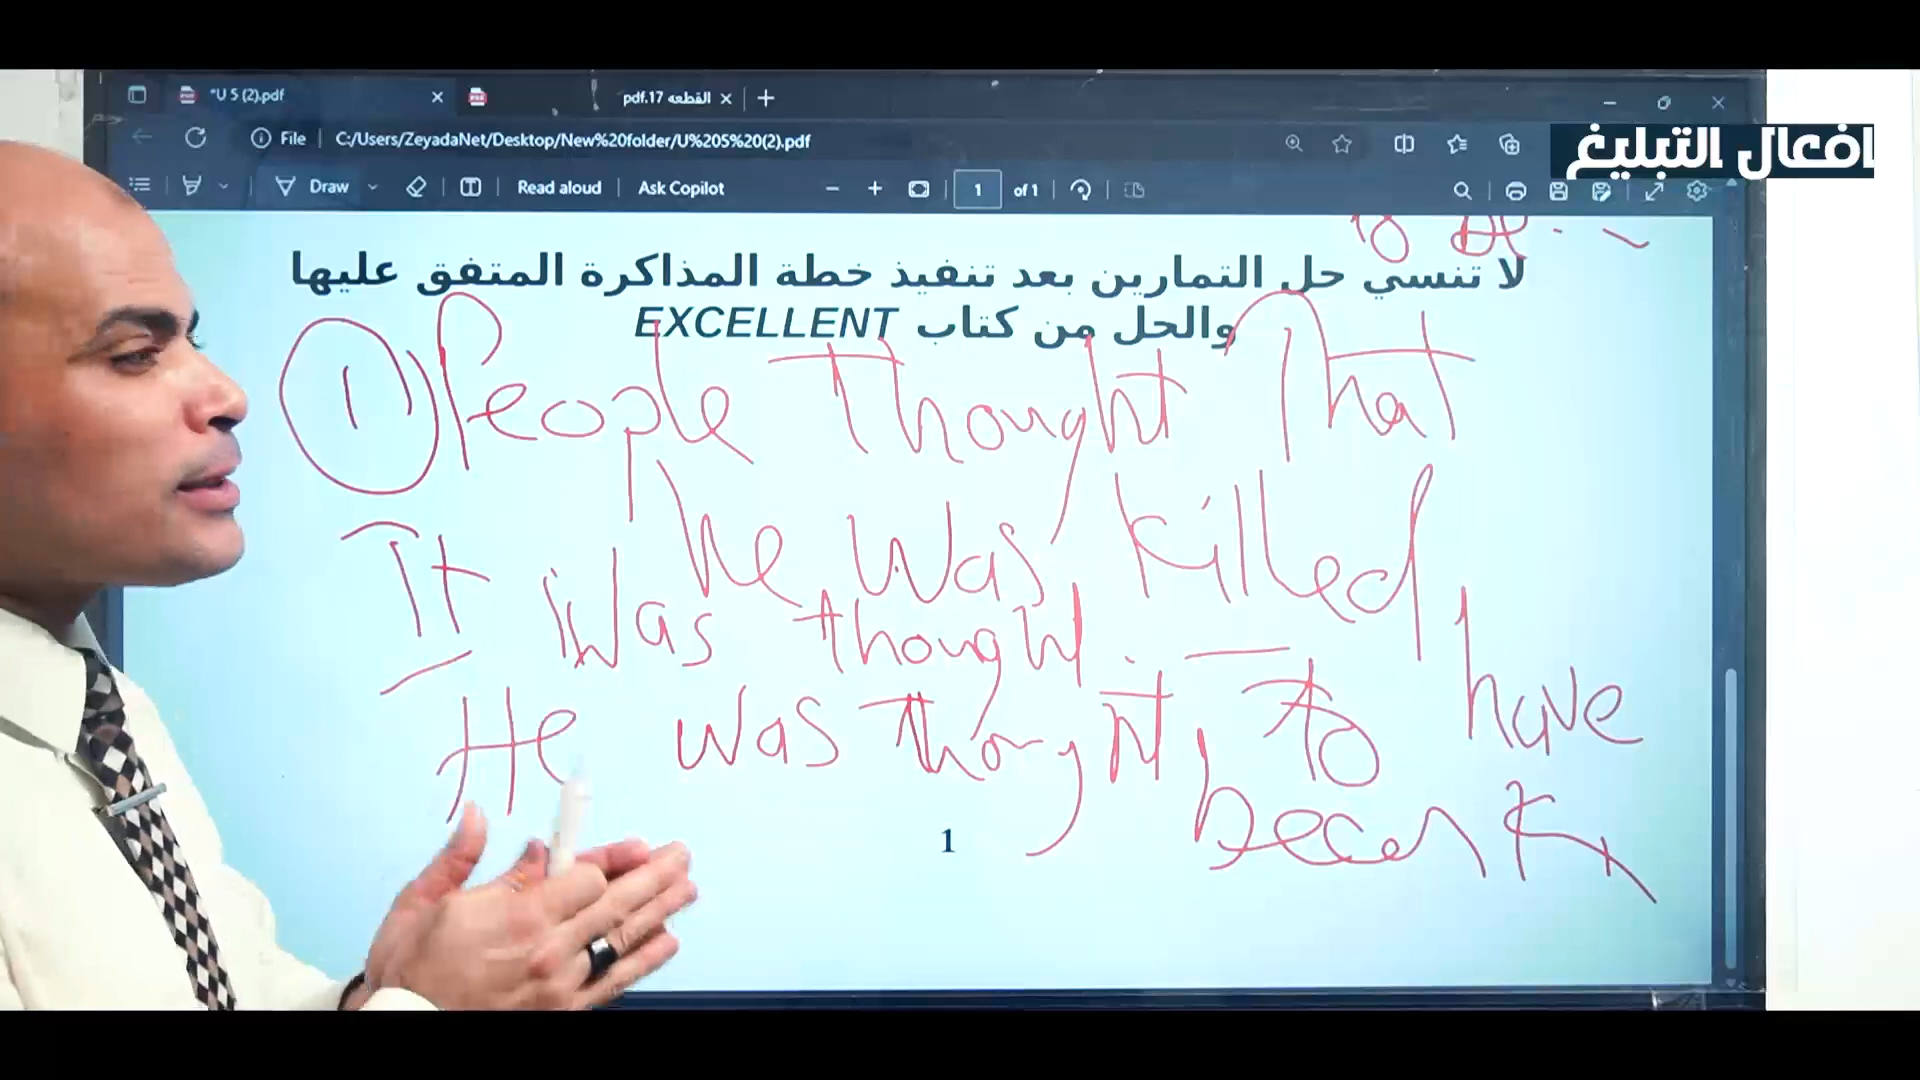 *U 5 (2).pdf
القطعه 17.pdf
File
C:/Users/ZeyadaNet/Desktop/New%20folder/U%205%20(2).pdf
افعال التبليغ
Draw
Read aloud
Ask Copilot
1
of 1
لا تنسي حل التمارين بعد تنفيذ خطة المذاكرة المتفق عليها
والحل من كتاب EXCELLENT
1) People thought That
he was killed
It was thought
He was thought to have
been K
1